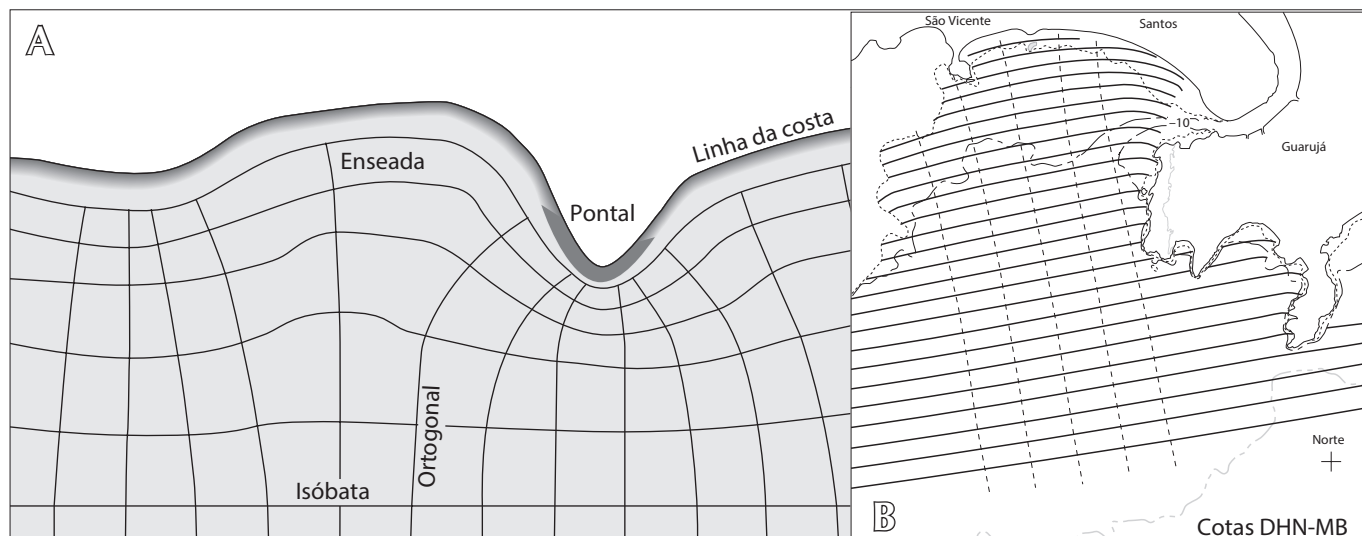 A
Enseada
Pontal
Linha da costa
Ortogonal
Isóbata
São Vicente
Santos
10
Guarujá
Norte
B
Cotas DHN-MB